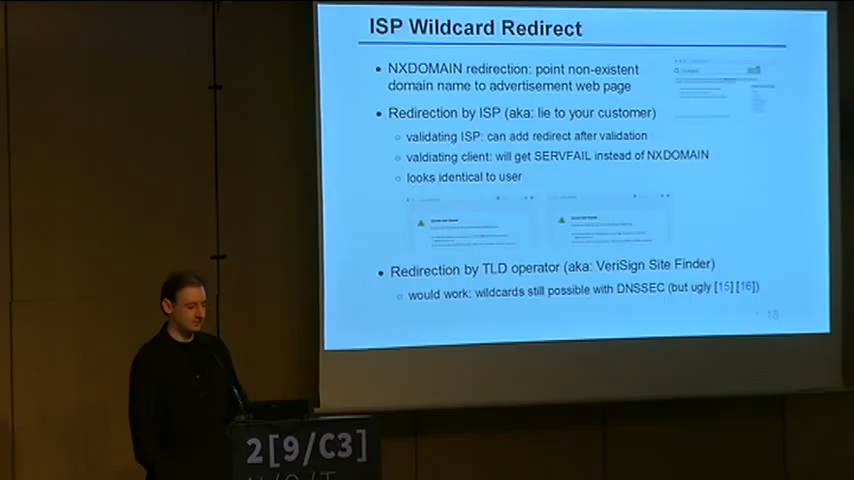 ISP Wildcard Redirect
• NXDOMAIN redirection: point non-existent
domain name to advertisement web page
• Redirection by ISP (aka: lie to your customer)
○ validating ISP: can add redirect after validation
○ valdiating client: will get SERVFAIL instead of NXDOMAIN
○ looks identical to user
• Redirection by TLD operator (aka: VeriSign Site Finder)
○ would work: wildcards still possible with DNSSEC (but ugly [15] [16])
18
2[9/C3]